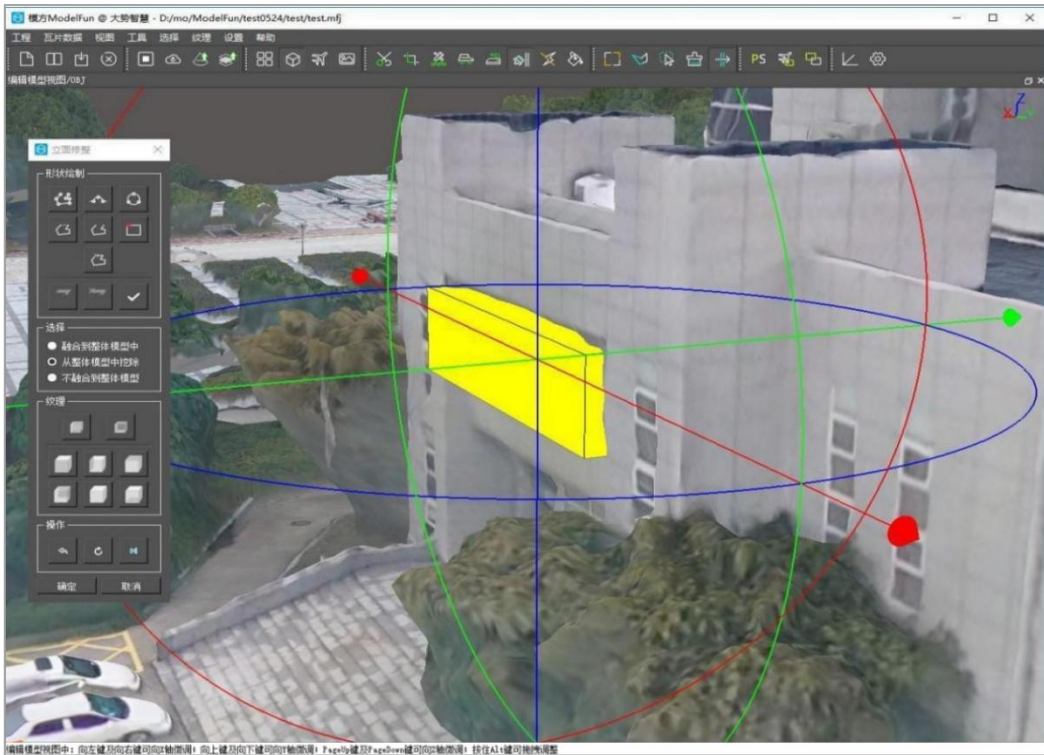 模方ModelFun @ 大势智慧 - D:/mo/ModelFun/test0524/test/test.mfj
工程 瓦片数据 视图 工具 选择 纹理 设置 帮助
PS
编辑模型视图/OBJ
Z
X
Y
立面修整
形状绘制
选择
融合到整体模型中
从整体模型中挖除
不融合到整体模型
纹理
操作
确定 取消
编辑模型视图中: 向左键及向右键可向X轴微调; 向上键及向下键可向Y轴微调; PageUp键及PageDown键可向Z轴微调; 按住Alt键可拖拽调整